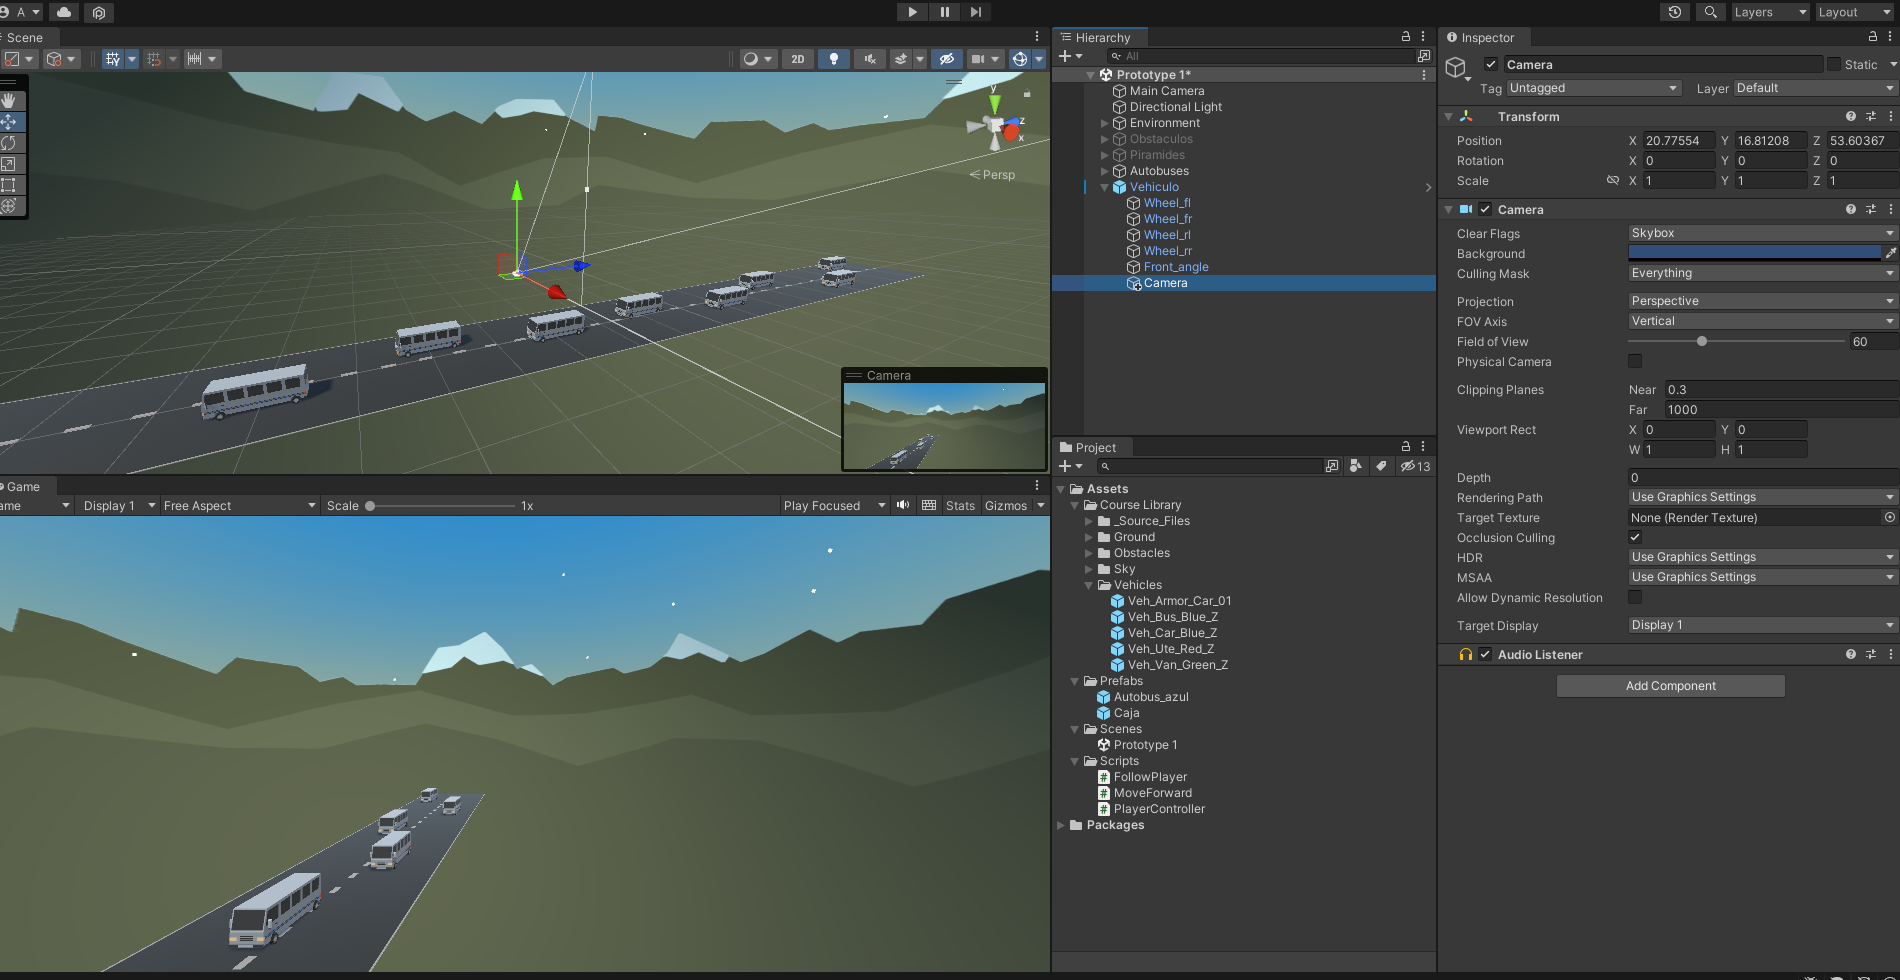 A
Layers
Layout
Scene
2D
y
z
x
Persp
Camera
Game
ame
Display 1
Free Aspect
Scale
1x
Play Focused
Stats
Gizmos
Hierarchy
All
Prototype 1*
Main Camera
Directional Light
Environment
Obstaculos
Piramides
Autobuses
Vehiculo
Wheel_fl
Wheel_fr
Wheel_rl
Wheel_rr
Front_angle
Camera
Project
13
Assets
Course Library
_Source_Files
Ground
Obstacles
Sky
Vehicles
Veh_Armor_Car_01
Veh_Bus_Blue_Z
Veh_Car_Blue_Z
Veh_Ute_Red_Z
Veh_Van_Green_Z
Prefabs
Autobus_azul
Caja
Scenes
Prototype 1
Scripts
FollowPlayer
MoveForward
PlayerController
Packages
Inspector
Camera
Static
Tag Untagged Layer Default
Transform
Position X 20.77554 Y 16.81208 Z 53.60367
Rotation X 0 Y 0 Z 0
Scale X 1 Y 1 Z 1
Camera
Clear Flags Skybox
Background
Culling Mask Everything
Projection Perspective
FOV Axis Vertical
Field of View 60
Physical Camera
Clipping Planes Near 0.3
Far 1000
Viewport Rect X 0 Y 0
W 1 H 1
Depth 0
Rendering Path Use Graphics Settings
Target Texture None (Render Texture)
Occlusion Culling
HDR Use Graphics Settings
MSAA Use Graphics Settings
Allow Dynamic Resolution
Target Display Display 1
Audio Listener
Add Component